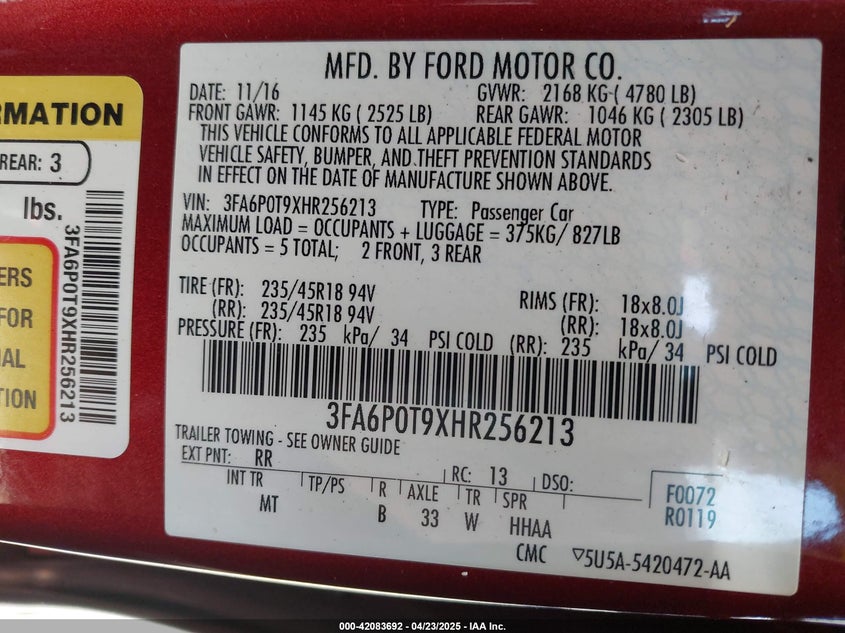 MFD. BY FORD MOTOR CO.
DATE: 11/16 GVWR: 2168 KG ( 4780 LB)
FRONT GAWR: 1145 KG ( 2525 LB) REAR GAWR: 1046 KG ( 2305 LB)
THIS VEHICLE CONFORMS TO ALL APPLICABLE FEDERAL MOTOR
VEHICLE SAFETY, BUMPER, AND THEFT PREVENTION STANDARDS
IN EFFECT ON THE DATE OF MANUFACTURE SHOWN ABOVE.
VIN: 3FA6P0T9XHR256213 TYPE: Passenger Car
MAXIMUM LOAD = OCCUPANTS + LUGGAGE = 375KG/ 827LB
OCCUPANTS = 5 TOTAL; 2 FRONT, 3 REAR
TIRE (FR): 235/45R18 94V RIMS (FR): 18x8.0J
(RR): 235/45R18 94V (RR): 18x8.0J
PRESSURE (FR): 235 kPa/ 34 PSI COLD (RR): 235 kPa/ 34 PSI COLD
3FA6P0T9XHR256213
TRAILER TOWING - SEE OWNER GUIDE
EXT PNT: RR RC: 13 DSO:
INT TR TP/PS R AXLE TR SPR
MT B 33 W HHAA
CMC
F0072
R0119
▽5U5A-5420472-AA
RMATION
REAR: 3
lbs.
3FA6P0T9XHR256213
ERS
FOR
IAL
TION
000-42083692 - 04/23/2025 - IAA Inc.